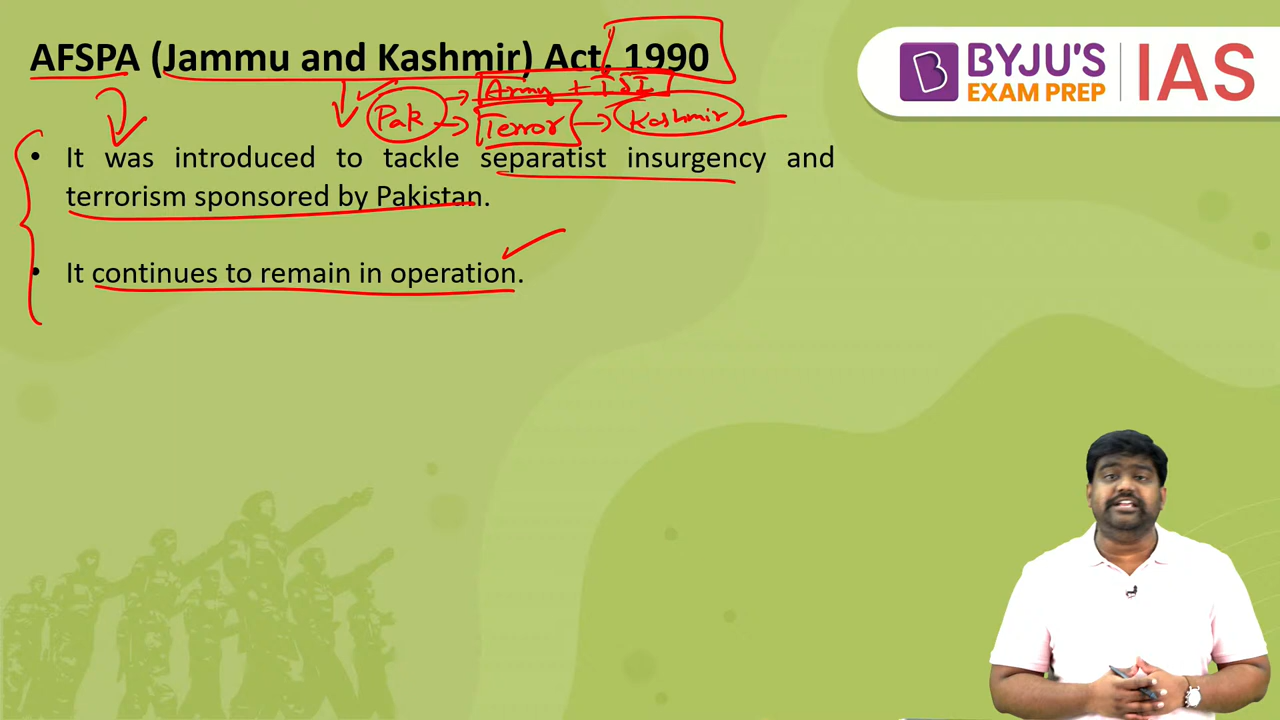 AFSPA (Jammu and Kashmir) Act, 1990
BYJU'S
EXAM PREP
IAS
Army + ISI
Pak
Terror
Kashmir
• It was introduced to tackle separatist insurgency and
terrorism sponsored by Pakistan.
• It continues to remain in operation.